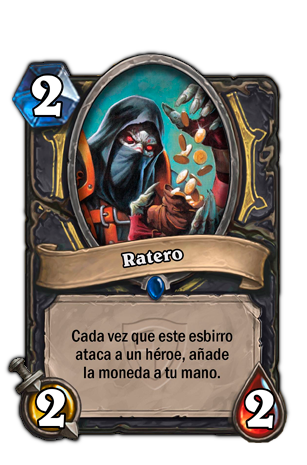 2
Ratero
Cada vez que este esbirro
ataca a un héroe, añade
la moneda a tu mano.
2
2